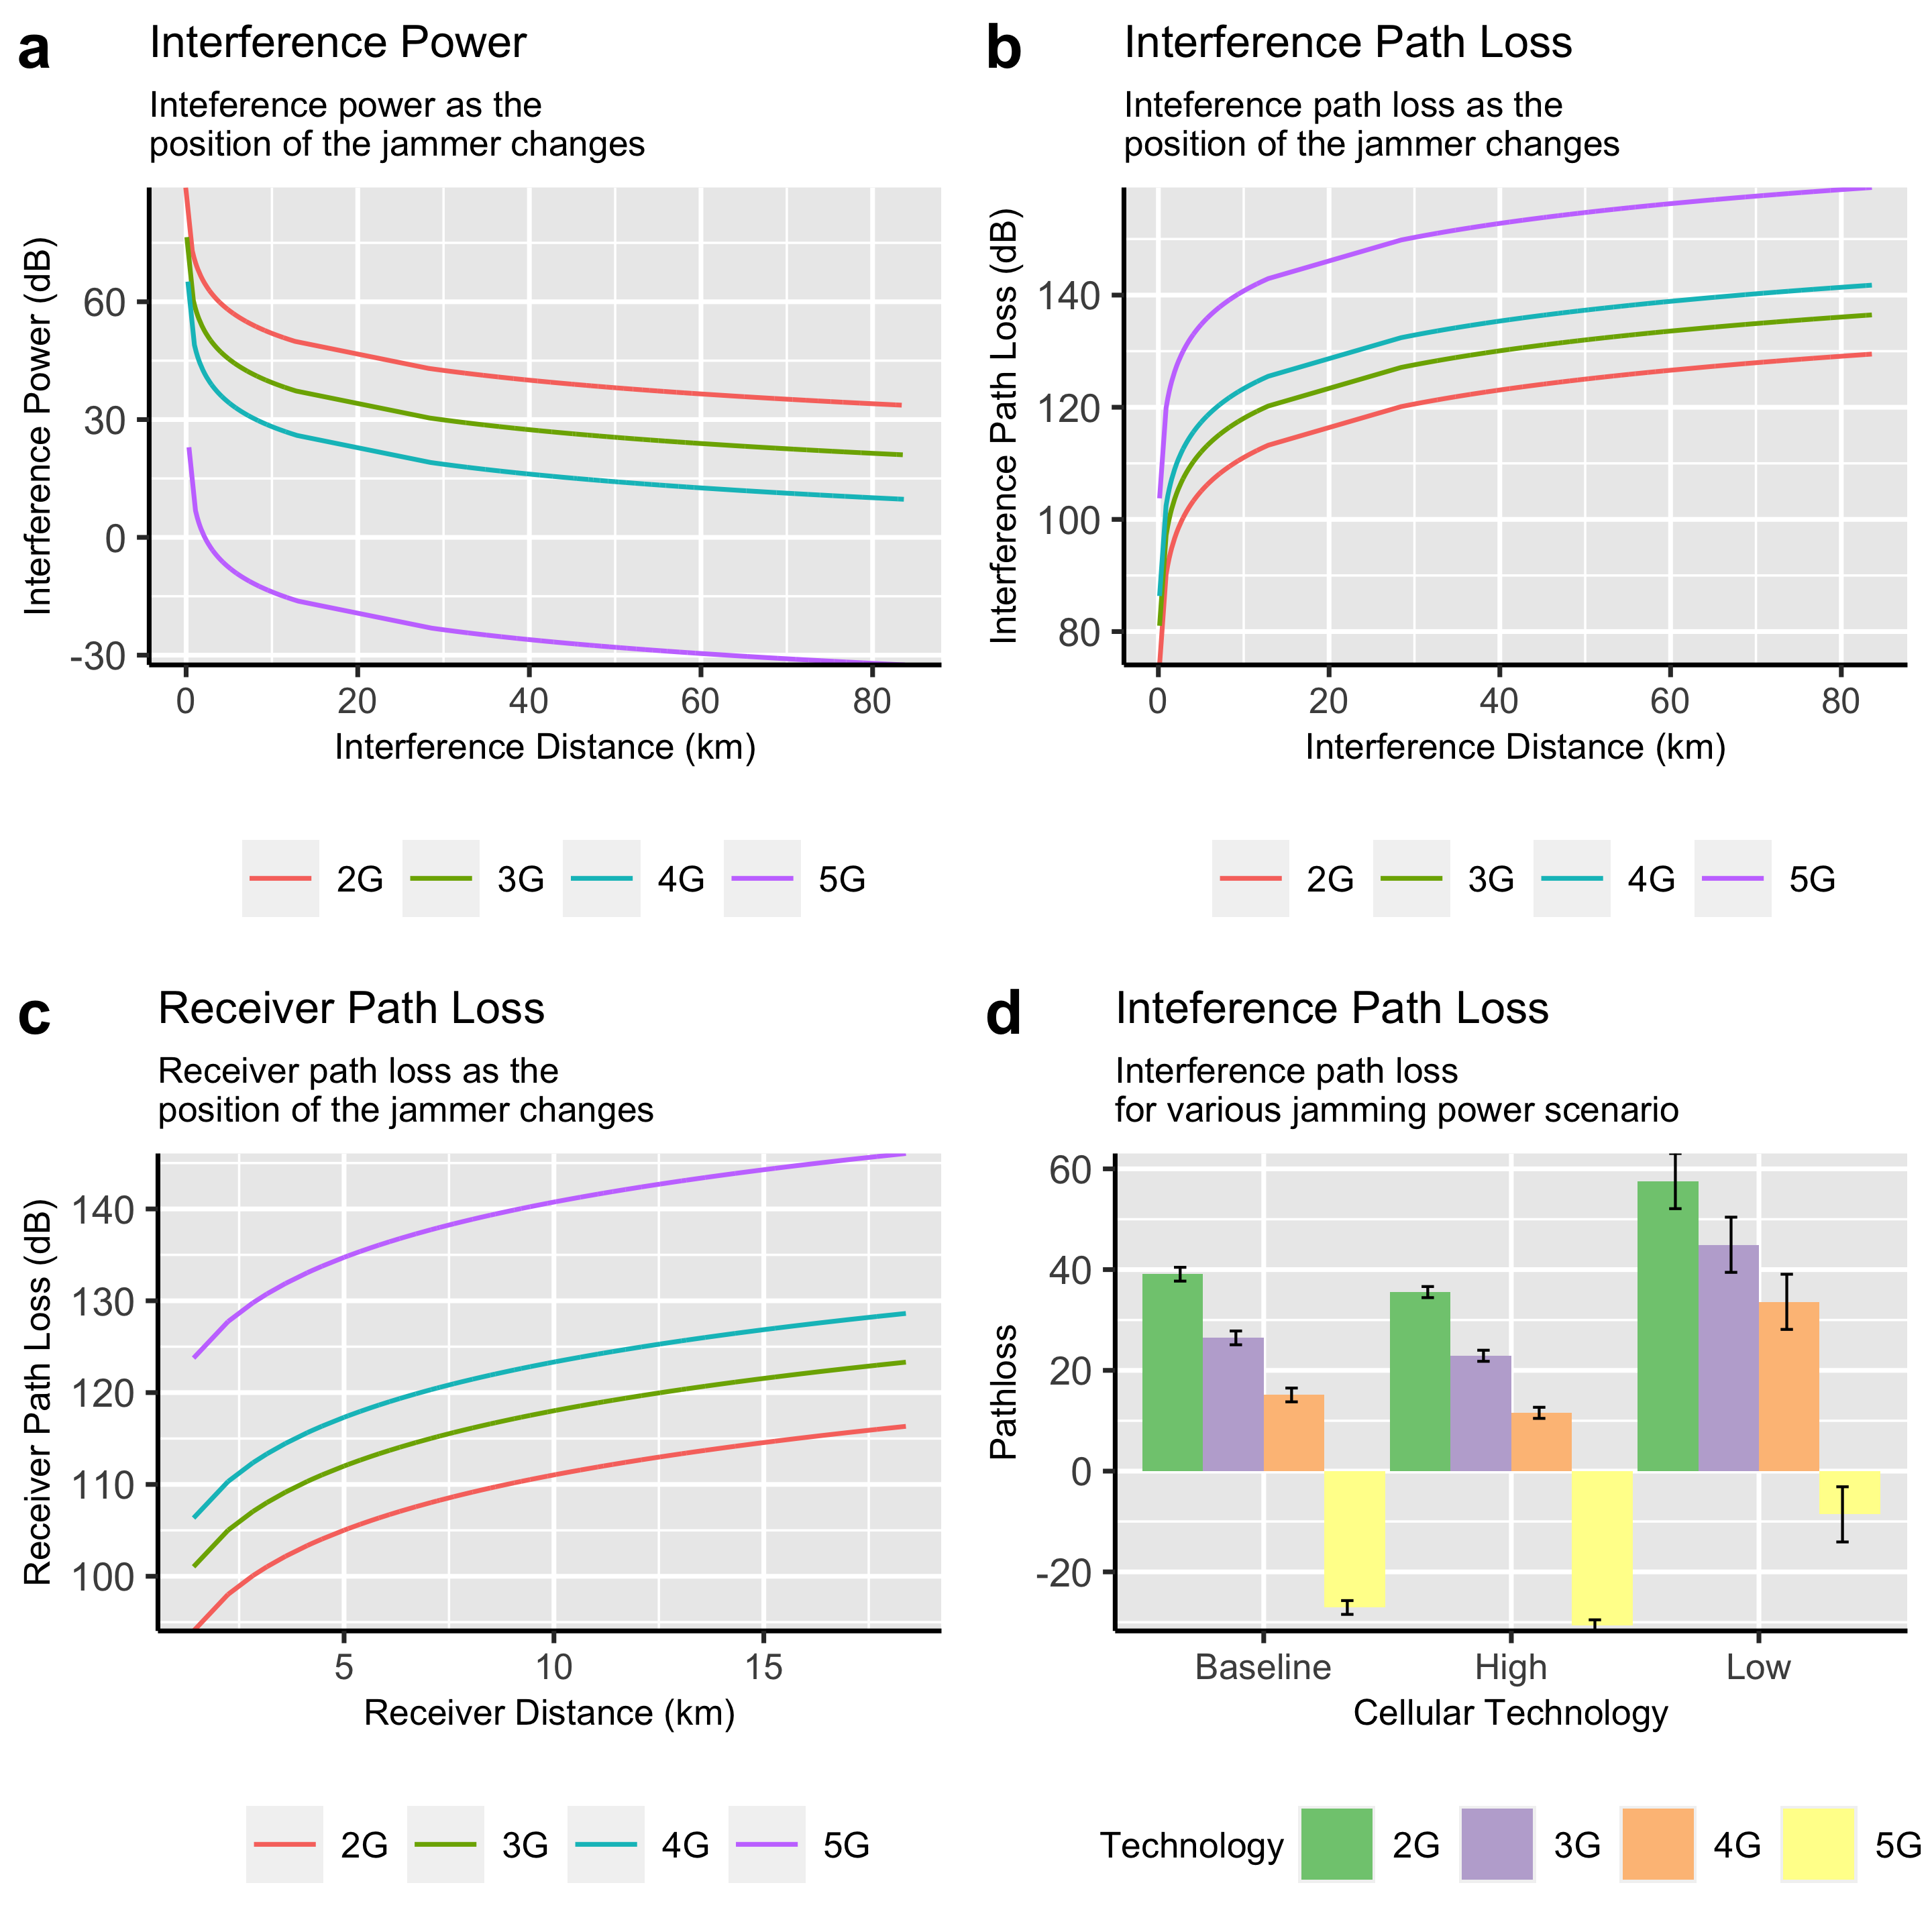 a
Interference Power
Inteference power as the
position of the jammer changes
Interference Power (dB)
60
30
0
-30
0 20 40 60 80
Interference Distance (km)
2G 3G 4G 5G
b
Interference Path Loss
Inteference path loss as the
position of the jammer changes
Interference Path Loss (dB)
140
120
100
80
0 20 40 60 80
Interference Distance (km)
2G 3G 4G 5G
c
Receiver Path Loss
Receiver path loss as the
position of the jammer changes
Receiver Path Loss (dB)
140
130
120
110
100
5 10 15
Receiver Distance (km)
2G 3G 4G 5G
d
Inteference Path Loss
Interference path loss
for various jamming power scenario
Pathloss
60
40
20
0
-20
Baseline High Low
Cellular Technology
Technology 2G 3G 4G 5G